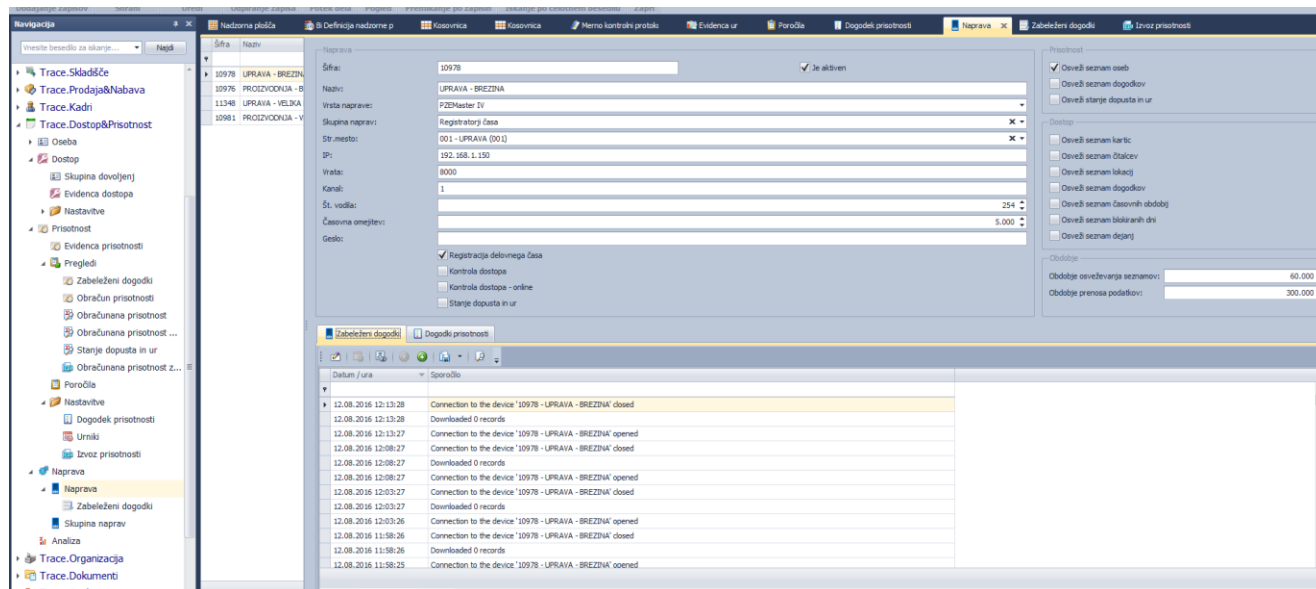 Dodajanje zapisov Shrani Uredi Odpiranje zapisa Potek dela Pogled Premikanje po zapisih Iskanje po celotnem besedilu Zapri
Navigacija
Nadzorna plošča Bi Definicija nadzorne p Kosovnica Kosovnica Merno kontrolni protoko Evidenca ur Poročila Dogodek prisotnosti Naprava Zabeleženi dogodki Izvoz prisotnosti
Vnesite besedilo za iskanje... Najdi
Trace.Skladišče
Trace.Prodaja&Nabava
Trace.Kadri
Trace.Dostop&Prisotnost
Oseba
Dostop
Skupina dovoljenj
Evidenca dostopa
Nastavitve
Prisotnost
Evidenca prisotnosti
Pregledi
Zabeleženi dogodki
Obračun prisotnosti
Obračunana prisotnost
Obračunana prisotnost ...
Stanje dopusta in ur
Obračunana prisotnost z...
Poročila
Nastavitve
Dogodek prisotnosti
Urniki
Izvoz prisotnosti
Naprava
Naprava
Zabeleženi dogodki
Skupina naprav
Analiza
Trace.Organizacija
Trace.Dokumenti
Šifra Naziv
10978 UPRAVA - BREZINA
10976 PROIZVODNJA - B
11348 UPRAVA - VELIKA
10981 PROIZVODNJA - V
Naprava
Šifra: 10978 Je aktiven
Naziv: UPRAVA - BREZINA
Vrsta naprave: PZEMaster IV
Skupina naprav: Registratorji časa
Str.mesto: 001 - UPRAVA (001)
IP: 192.168.1.150
Vrata: 8000
Kanal: 1
Št. vodila: 254
Časovna omejitev: 5.000
Geslo:
Registracija delovnega časa
Kontrola dostopa
Kontrola dostopa - online
Stanje dopusta in ur
Prisotnost
Osveži seznam oseb
Osveži seznam dogodkov
Osveži stanje dopusta in ur
Dostop
Osveži seznam kartic
Osveži seznam čitalcev
Osveži seznam lokacij
Osveži seznam dogodkov
Osveži seznam časovnih obdobij
Osveži seznam blokiranih dni
Osveži seznam dejanj
Obdobje
Obdobje osveževanja seznamov: 60.000
Obdobje prenosa podatkov: 300.000
Zabeleženi dogodki Dogodki prisotnosti
Datum / ura Sporočilo
12.08.2016 12:13:28 Connection to the device '10978 - UPRAVA - BREZINA' closed
12.08.2016 12:13:28 Downloaded 0 records
12.08.2016 12:13:27 Connection to the device '10978 - UPRAVA - BREZINA' opened
12.08.2016 12:08:27 Connection to the device '10978 - UPRAVA - BREZINA' closed
12.08.2016 12:08:27 Downloaded 0 records
12.08.2016 12:08:27 Connection to the device '10978 - UPRAVA - BREZINA' opened
12.08.2016 12:03:27 Connection to the device '10978 - UPRAVA - BREZINA' closed
12.08.2016 12:03:27 Downloaded 0 records
12.08.2016 12:03:26 Connection to the device '10978 - UPRAVA - BREZINA' opened
12.08.2016 11:58:26 Connection to the device '10978 - UPRAVA - BREZINA' closed
12.08.2016 11:58:26 Downloaded 0 records
12.08.2016 11:58:25 Connection to the device '10978 - UPRAVA - BREZINA' opened